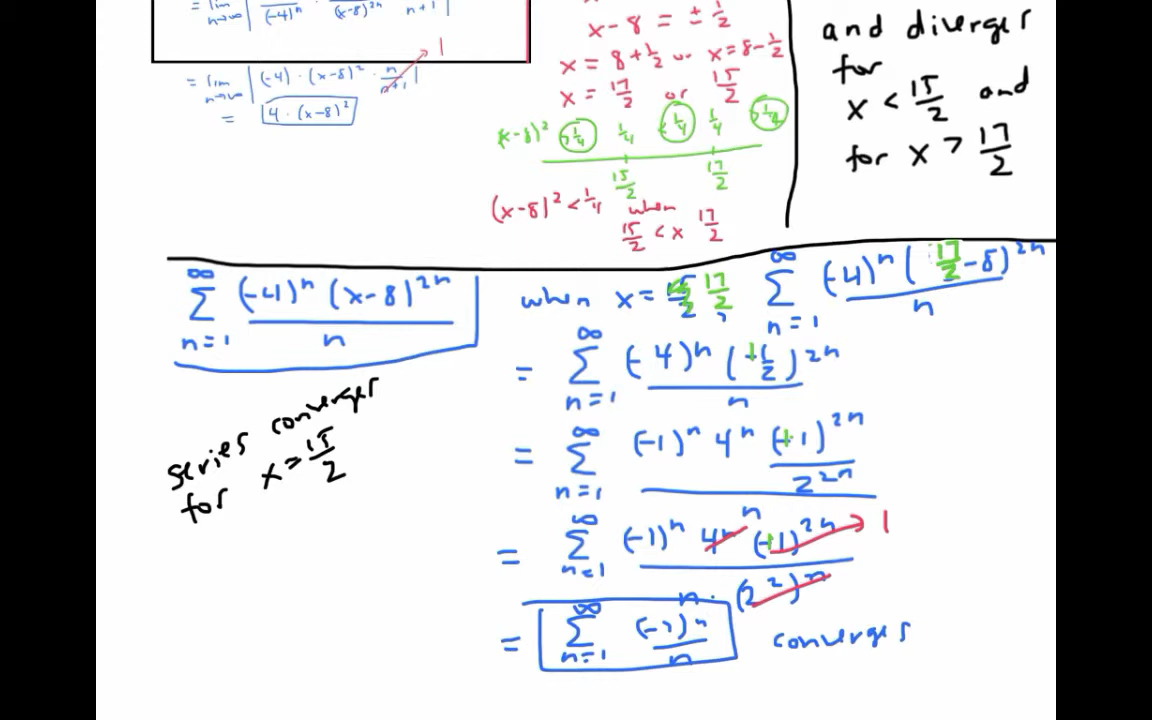 = lim n→∞ | / (-4)^n · / (x-8)^{2n} n+1 |
= lim n→∞ | (-4) · (x-8)^2 · n/n+1 | → 1
= 4 · (x-8)^2
x-8 = ± 1/2
x = 8+1/2 or x=8-1/2
x = 17/2 or 15/2
(x-8)^2 >1/4 1/4 <1/4 1/4 >1/4
15/2 17/2
(x-8)^2 < 1/4 when
15/2 < x 17/2
and diverges
for
x < 15/2 and
for x > 17/2
∞ Σ n=1 (-4)^n (x-8)^{2n} / n
when x = 17/2, ∞ Σ n=1 (-4)^n (17/2-8)^{2n} / n
= ∞ Σ n=1 (-4)^n (+1/2)^{2n} / n
= ∞ Σ n=1 (-1)^n 4^n (+1)^{2n} / 2^{2n} / n
= ∞ Σ n=1 (-1)^n 4^n (+1)^{2n} / n · (2^2)^n → 1
= ∞ Σ n=1 (-1)^n / n converges
series converges
for x = 15/2